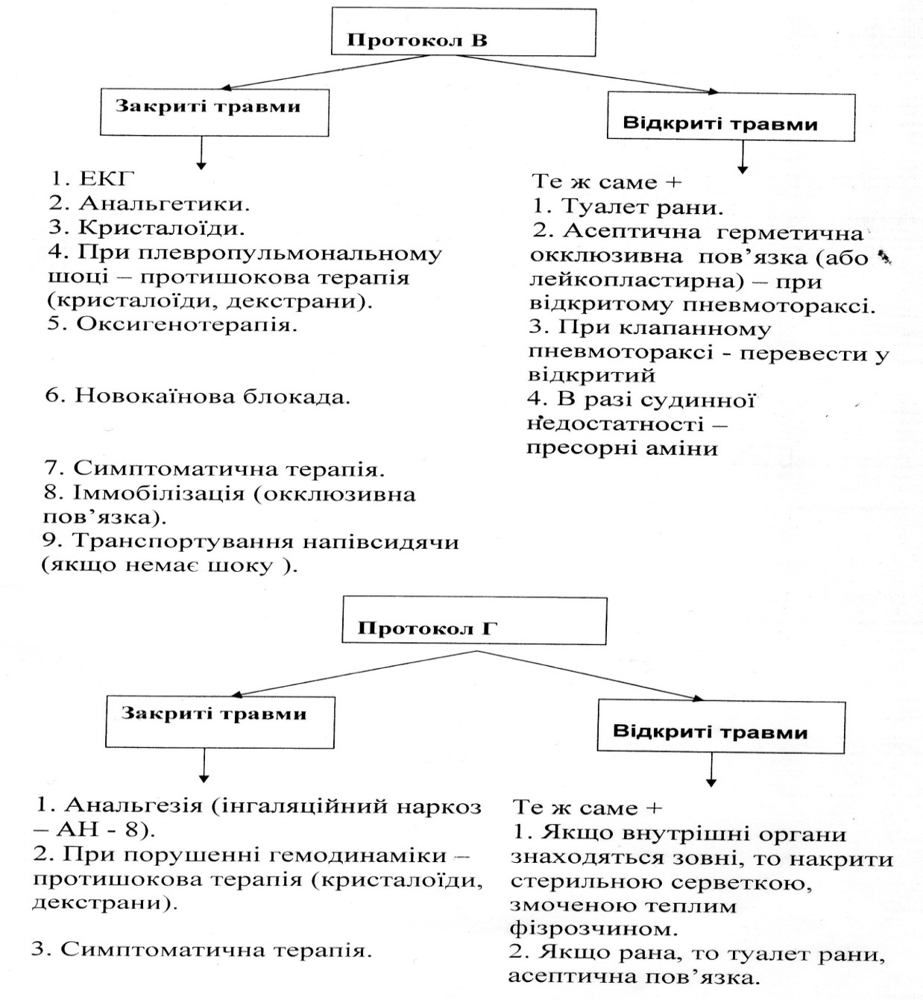 Протокол В
Закриті травми
1. ЕКГ
2. Анальгетики.
3. Кристалоїди.
4. При плевропульмональному
шоці – протишокова терапія
(кристалоїди, декстрани).
5. Оксигенотерапія.
6. Новокаїнова блокада.
7. Симптоматична терапія.
8. Іммобілізація (окклюзивна
пов’язка).
9. Транспортування напівсидячи
(якщо немає шоку ).
Відкриті травми
Те ж саме +
1. Туалет рани.
2. Асептична герметична
окклюзивна пов’язка (або
лейкопластирна) – при
відкритому пневмотораксі.
3. При клапанному
пневмотораксі - перевести у
відкритий
4. В разі судинної
недостатності –
пресорні аміни
Протокол Г
Закриті травми
1. Анальгезія (інгаляційний наркоз
– АН - 8).
2. При порушенні гемодинаміки –
протишокова терапія (кристалоїди,
декстрани).
3. Симптоматична терапія.
Відкриті травми
Те ж саме +
1. Якщо внутрішні органи
знаходяться зовні, то накрити
стерильною серветкою,
змоченою теплим
фізрозчином.
2. Якщо рана, то туалет рани,
асептична пов’язка.